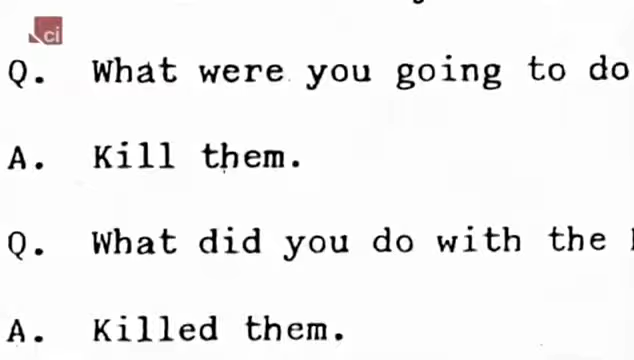 ci
Q. What were you going to do
A. Kill them.
Q. What did you do with the
A. Killed them.